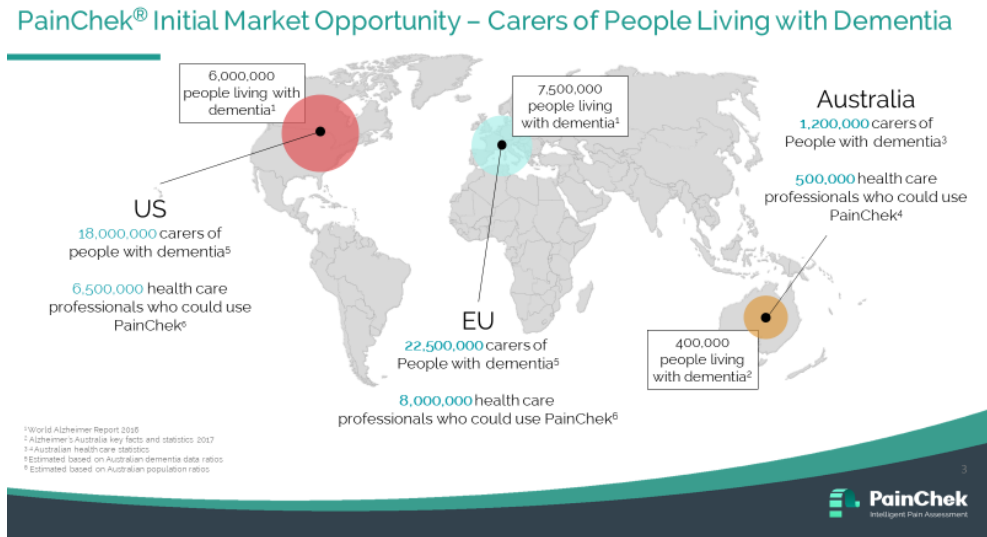 PainChek® Initial Market Opportunity – Carers of People Living with Dementia
6,000,000
people living with
dementia¹
7,500,000
people living
with dementia¹
Australia
1,200,000 carers of
People with dementia³
500,000 health care
professionals who could use
PainChek⁴
US
18,000,000 carers of
people with dementia⁵
6,500,000 health care
professionals who could use
PainChek⁶
EU
22,500,000 carers of
People with dementia⁵
8,000,000 health care
professionals who could use PainChek⁶
400,000
people living
with dementia²
¹ World Alzheimer Report 2016
² Alzheimer's Australia key facts and statistics 2017
³ ⁴ Australian healthcare statistics
⁵ Estimated based on Australian dementia data ratios
⁶ Estimated based on Australian population ratios
3
PainChek
Intelligent Pain Assessment